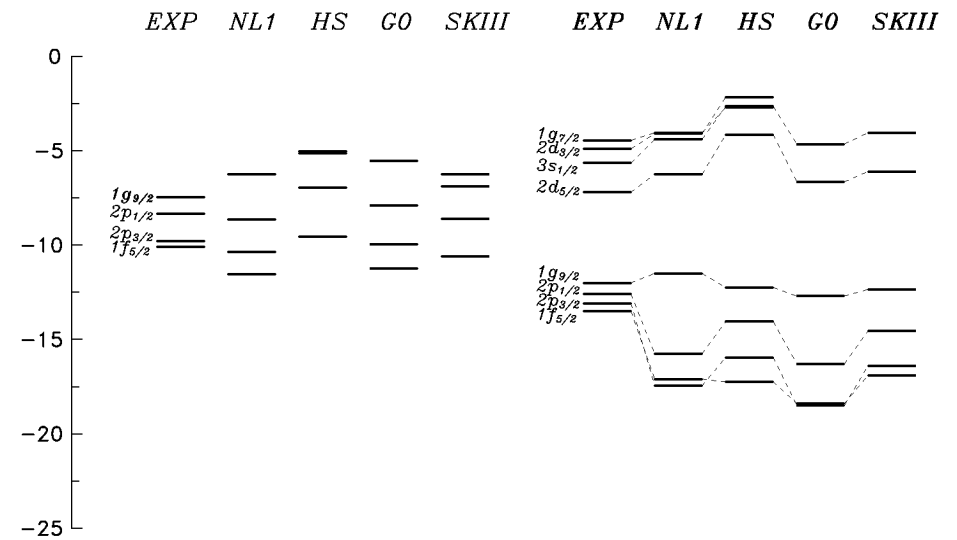 EXP NL1 HS G0 SKIII EXP NL1 HS G0 SKIII
0
-5
-10
-15
-20
-25
1g9/2
2p1/2
2p3/2
1f5/2
1g7/2
2d3/2
3s1/2
2d5/2
1g9/2
2p1/2
2p3/2
1f5/2